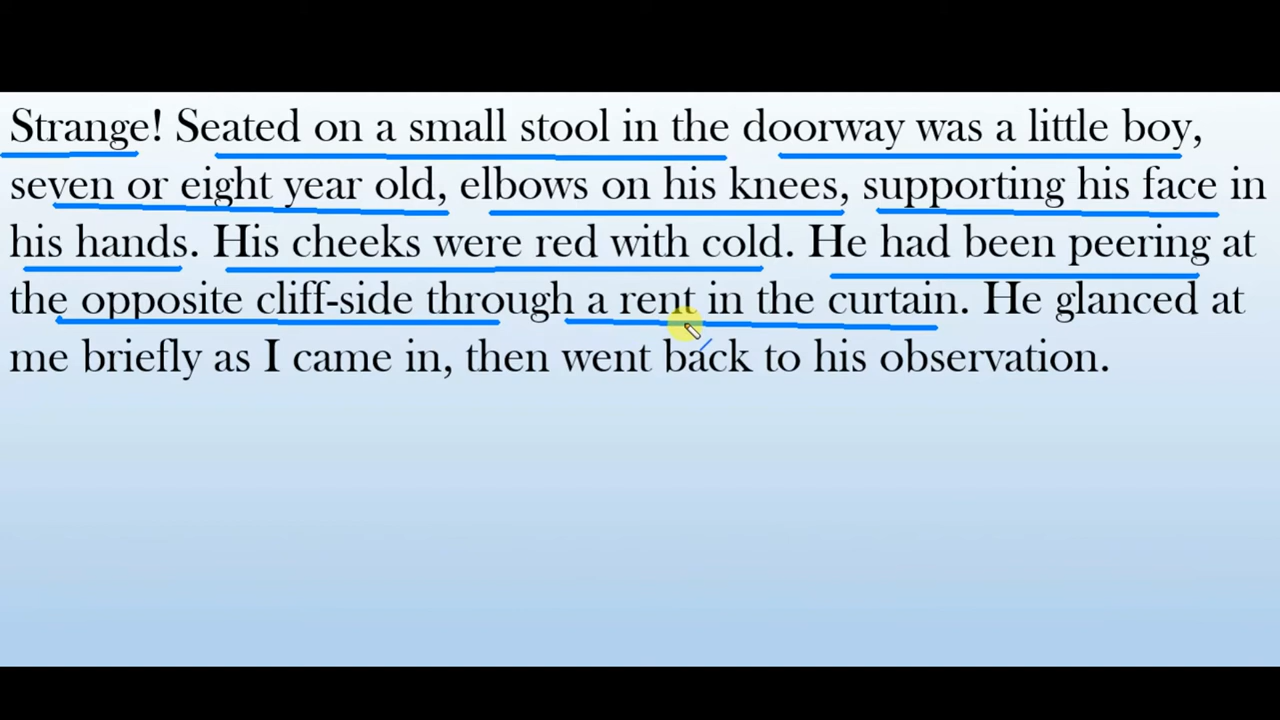 Strange! Seated on a small stool in the doorway was a little boy,
seven or eight year old, elbows on his knees, supporting his face in
his hands. His cheeks were red with cold. He had been peering at
the opposite cliff-side through a rent in the curtain. He glanced at
me briefly as I came in, then went back to his observation.